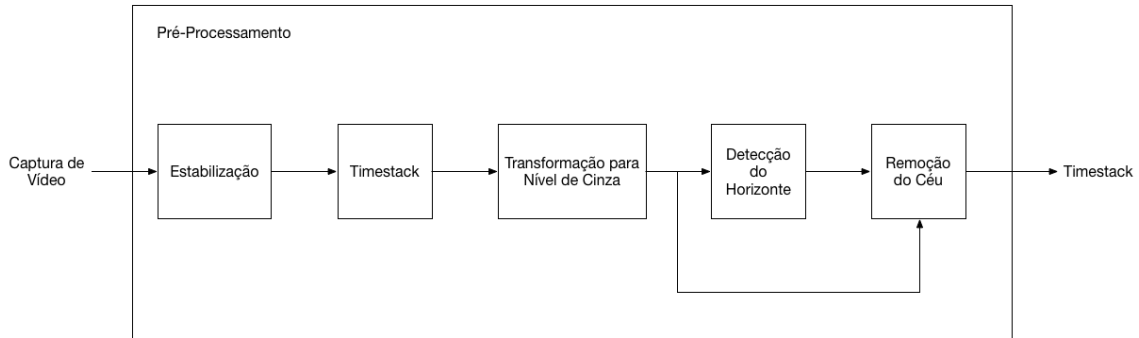 Pré-Processamento
Captura de
Vídeo
Estabilização
Timestack
Transformação para
Nível de Cinza
Detecção
do
Horizonte
Remoção
do Céu
Timestack